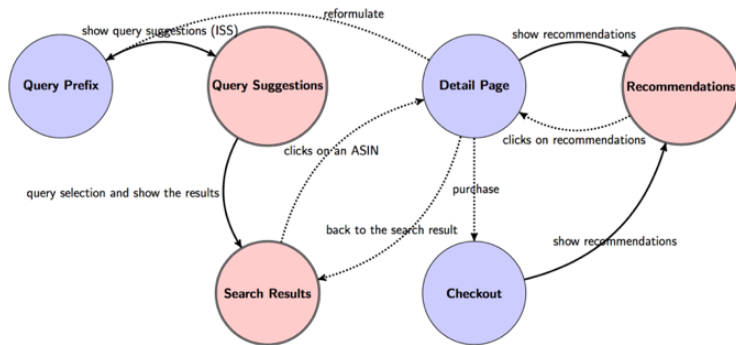 reformulate
show query suggestions (ISS)
show recommendations
Query Prefix
Query Suggestions
Detail Page
Recommendations
clicks on recommendations
clicks on an ASIN
query selection and show the results
purchase
back to the search result
show recommendations
Search Results
Checkout